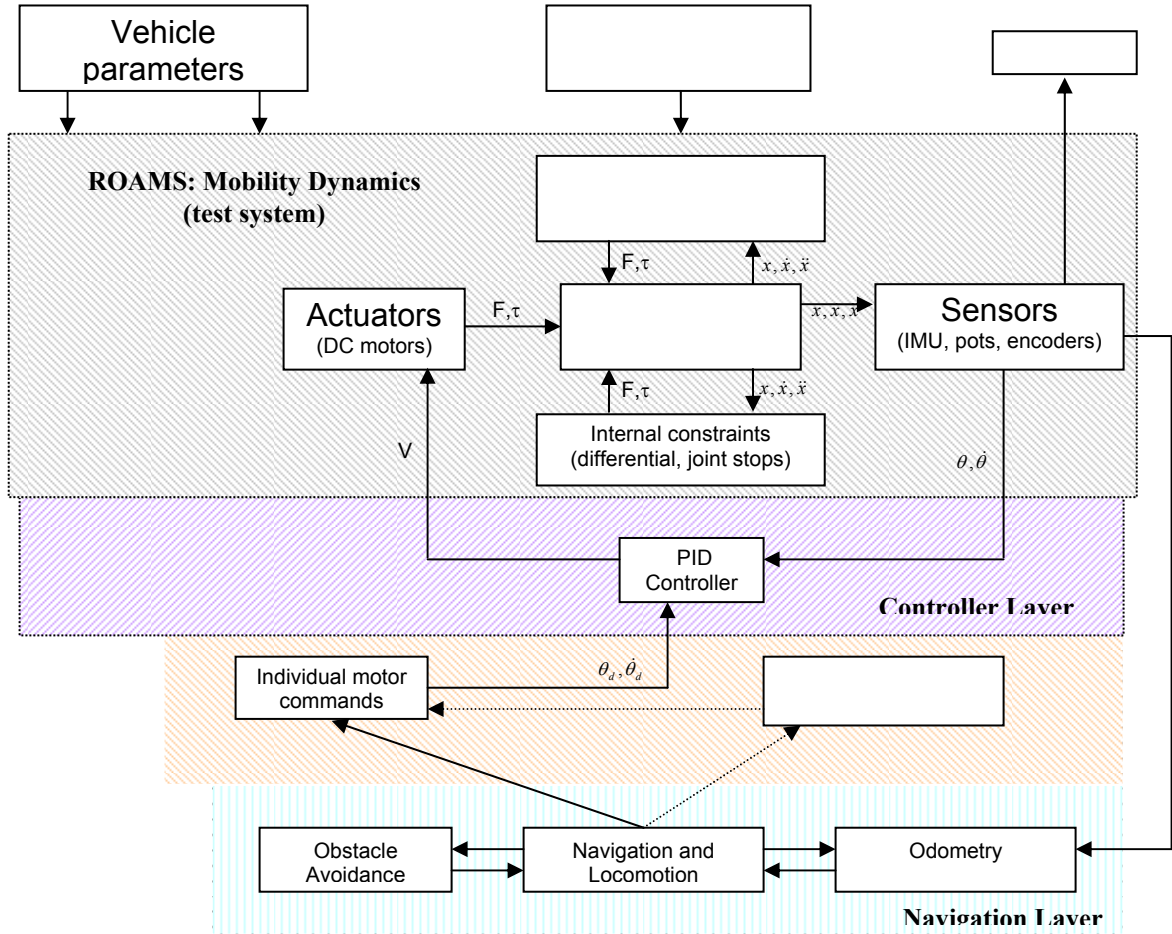 Vehicle
parameters
ROAMS: Mobility Dynamics
(test system)
F,τ
x, ẋ, ẍ
Actuators
(DC motors)
F,τ
x, x, x
Sensors
(IMU, pots, encoders)
F,τ
x, ẋ, ẍ
Internal constraints
(differential, joint stops)
V
θ, θ̇
PID
Controller
Controller Layer
Individual motor
commands
θd, θ̇d
Obstacle
Avoidance
Navigation and
Locomotion
Odometry
Navigation Layer